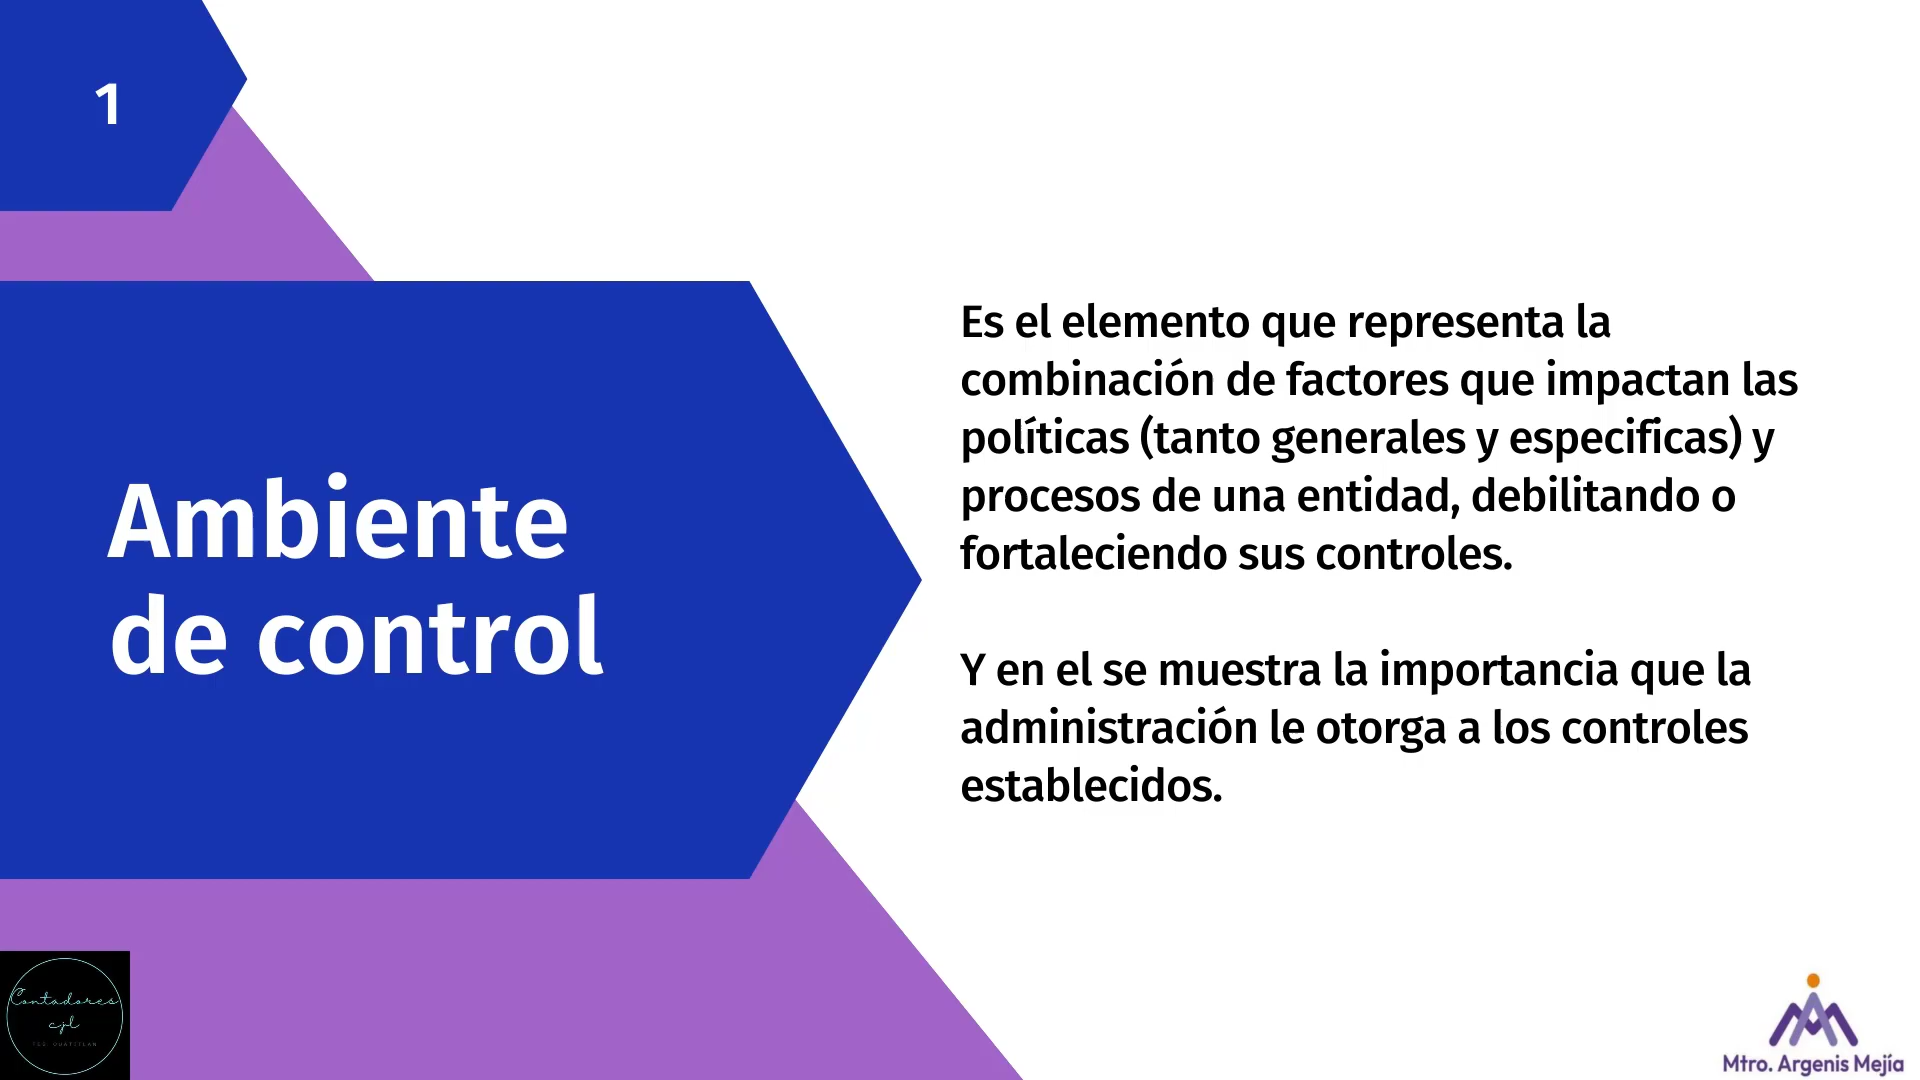 1
Ambiente
de control
Es el elemento que representa la
combinación de factores que impactan las
políticas (tanto generales y especificas) y
procesos de una entidad, debilitando o
fortaleciendo sus controles.
Y en el se muestra la importancia que la
administración le otorga a los controles
establecidos.
Contadores
cjl
Mtro. Argenis Mejía